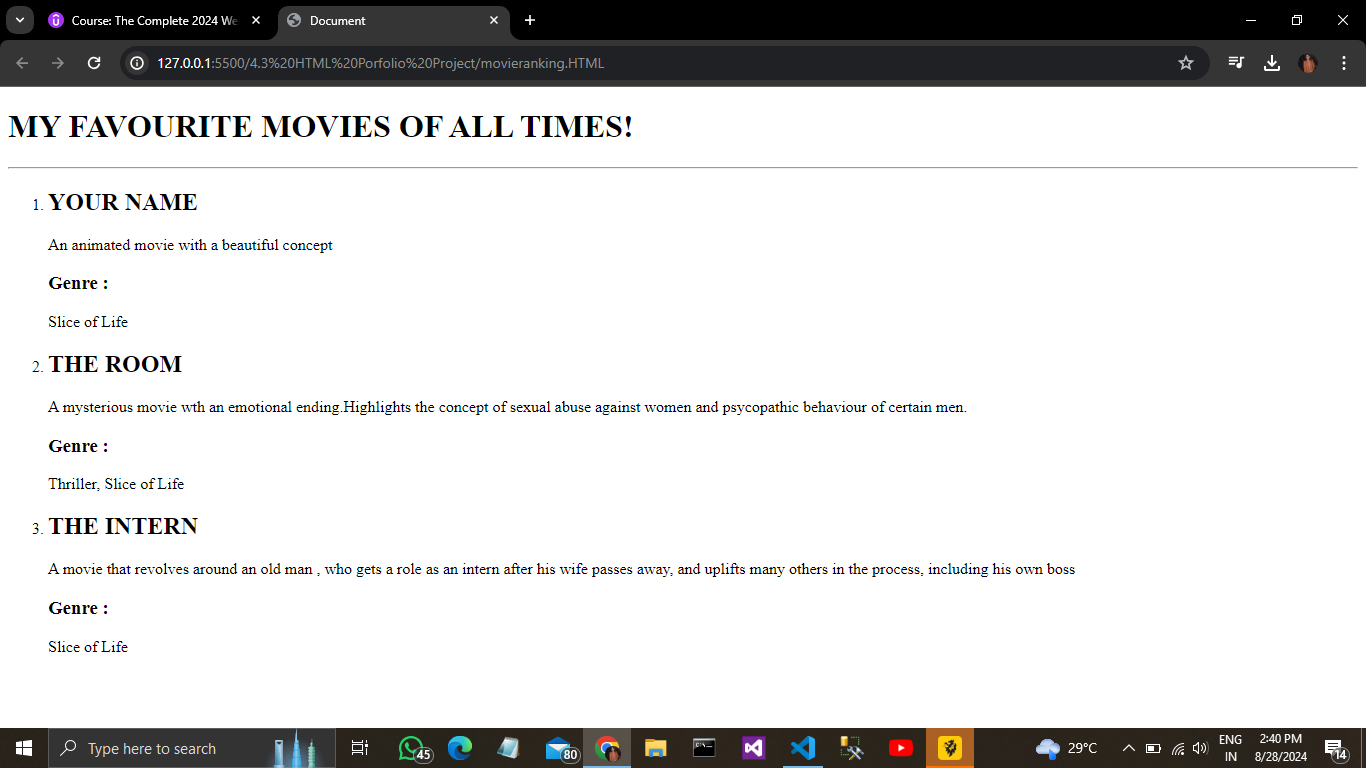 Course: The Complete 2024 We
Document
127.0.0.1:5500/4.3%20HTML%20Porfolio%20Project/movieranking.HTML
MY FAVOURITE MOVIES OF ALL TIMES!
1. YOUR NAME
An animated movie with a beautiful concept
Genre :
Slice of Life
2. THE ROOM
A mysterious movie wth an emotional ending.Highlights the concept of sexual abuse against women and psycopathic behaviour of certain men.
Genre :
Thriller, Slice of Life
3. THE INTERN
A movie that revolves around an old man , who gets a role as an intern after his wife passes away, and uplifts many others in the process, including his own boss
Genre :
Slice of Life
Type here to search
45
80
29°C
ENG
IN
2:40 PM
8/28/2024
14